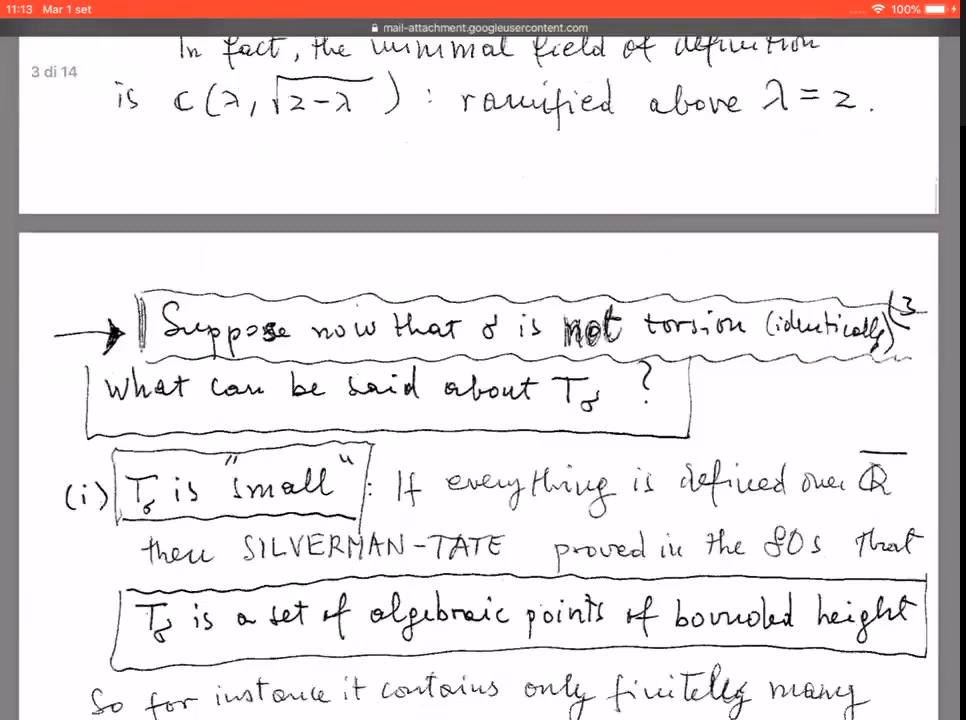 11:13 Mar 1 set 100%
mail-attachment.googleusercontent.com
In fact, the minimal field of definition
3 di 14
is C(λ, √2-λ) : ramified above λ = 2.
3
Suppose now that σ is not torsion (identically)
What can be said about Tσ ?
(i) Tσ is "small" : If everything is defined over Q̅
then SILVERMAN-TATE proved in the 80s that
Tσ is a set of algebraic points of bounded height
So for instance it contains only finitely many